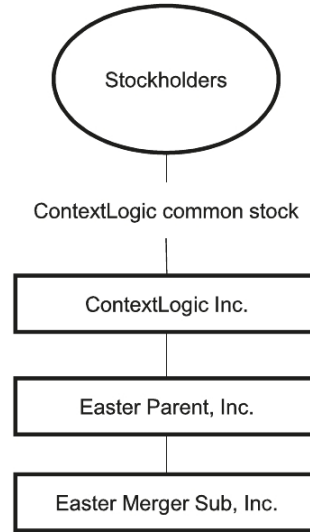 Stockholders
ContextLogic common stock
ContextLogic Inc.
Easter Parent, Inc.
Easter Merger Sub, Inc.